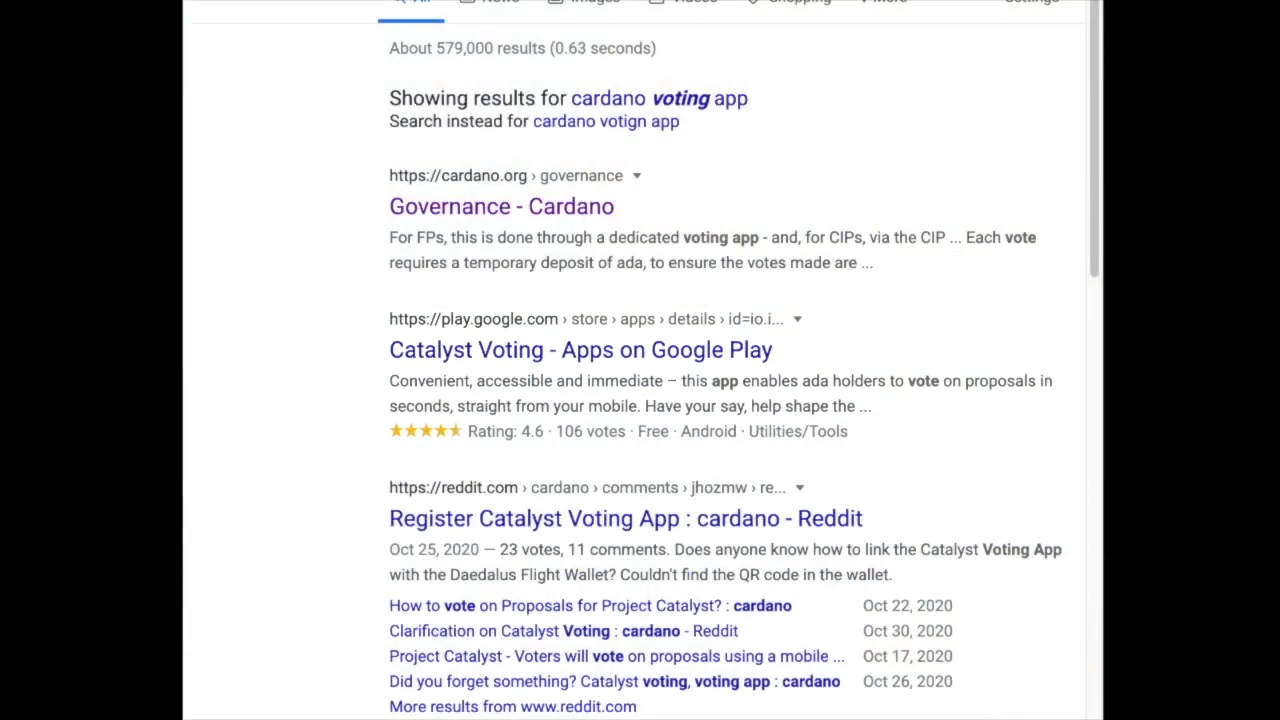 All News Images Videos Shopping More Settings
About 579,000 results (0.63 seconds)
Showing results for cardano voting app
Search instead for cardano votign app
https://cardano.org › governance
Governance - Cardano
For FPs, this is done through a dedicated voting app - and, for CIPs, via the CIP ... Each vote
requires a temporary deposit of ada, to ensure the votes made are ...
https://play.google.com › store › apps › details › id=io.i...
Catalyst Voting - Apps on Google Play
Convenient, accessible and immediate – this app enables ada holders to vote on proposals in
seconds, straight from your mobile. Have your say, help shape the ...
Rating: 4.6 · 106 votes · Free · Android · Utilities/Tools
https://reddit.com › cardano › comments › jhozmw › re...
Register Catalyst Voting App : cardano - Reddit
Oct 25, 2020 — 23 votes, 11 comments. Does anyone know how to link the Catalyst Voting App
with the Daedalus Flight Wallet? Couldn't find the QR code in the wallet.
How to vote on Proposals for Project Catalyst? : cardano Oct 22, 2020
Clarification on Catalyst Voting : cardano - Reddit Oct 30, 2020
Project Catalyst - Voters will vote on proposals using a mobile ... Oct 17, 2020
Did you forget something? Catalyst voting, voting app : cardano Oct 26, 2020
More results from www.reddit.com